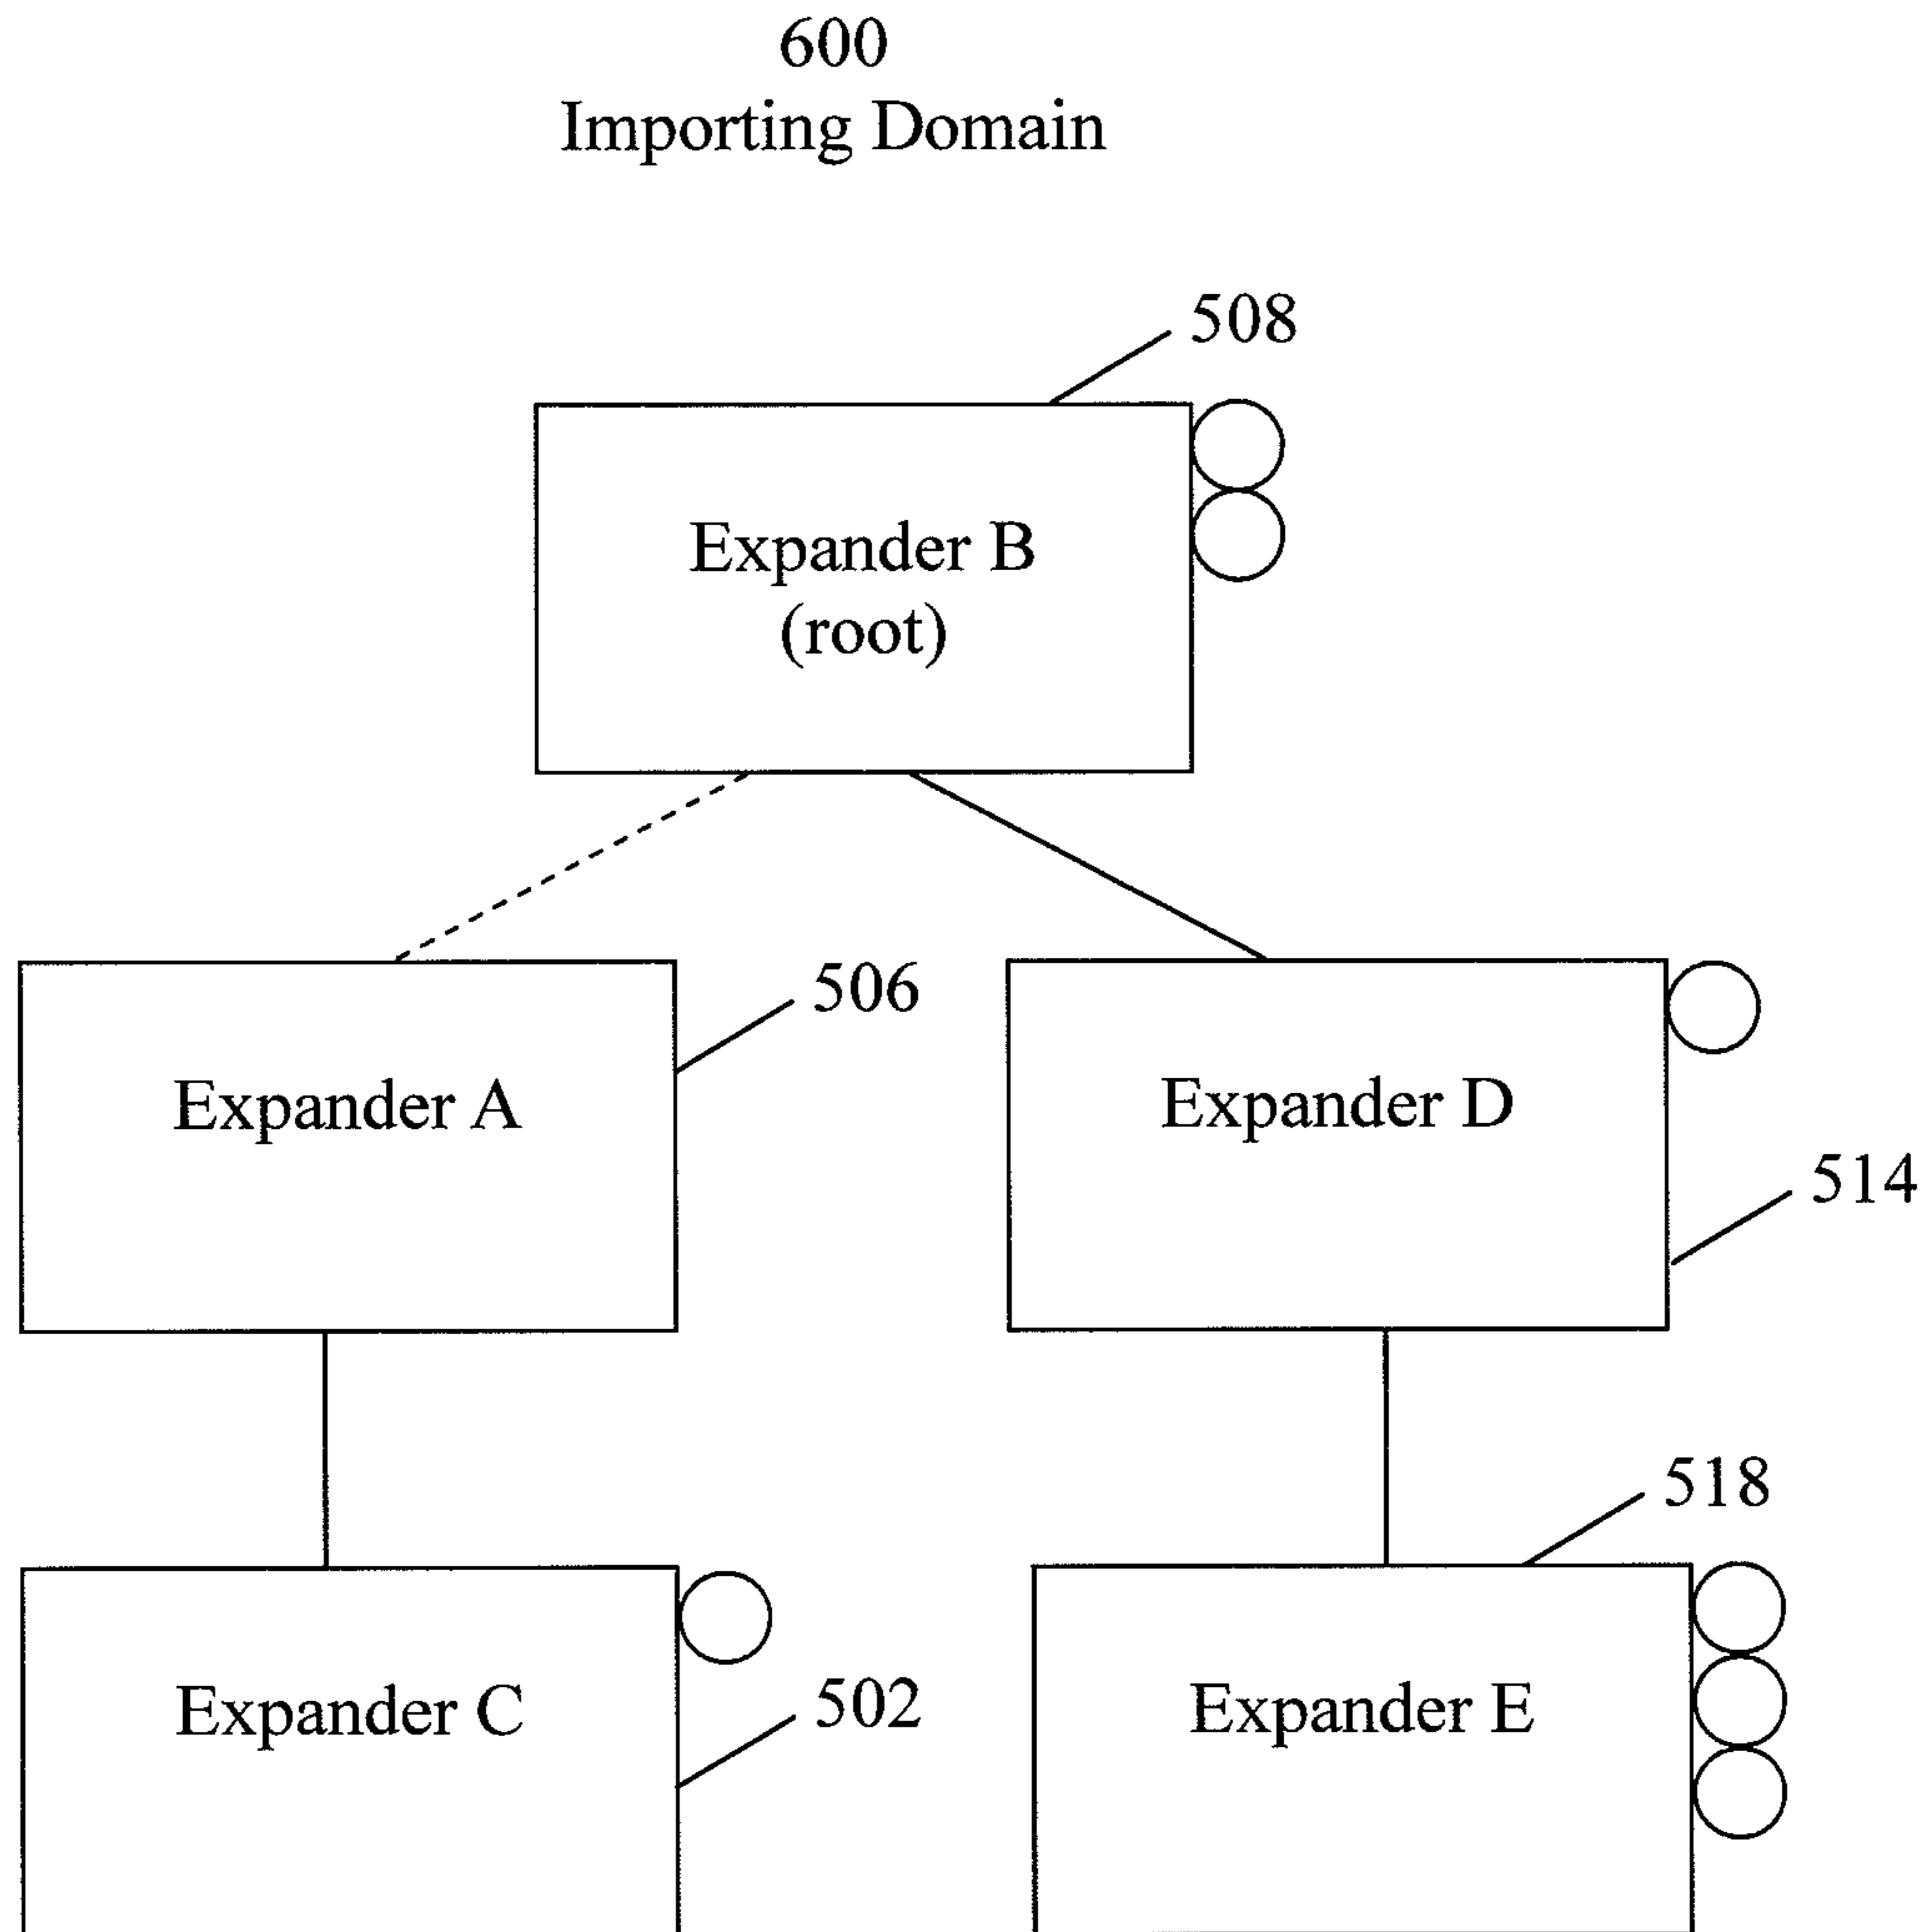 600
Importing Domain
508
Expander B
(root)
506
Expander A
Expander D
514
518
Expander C
502
Expander E